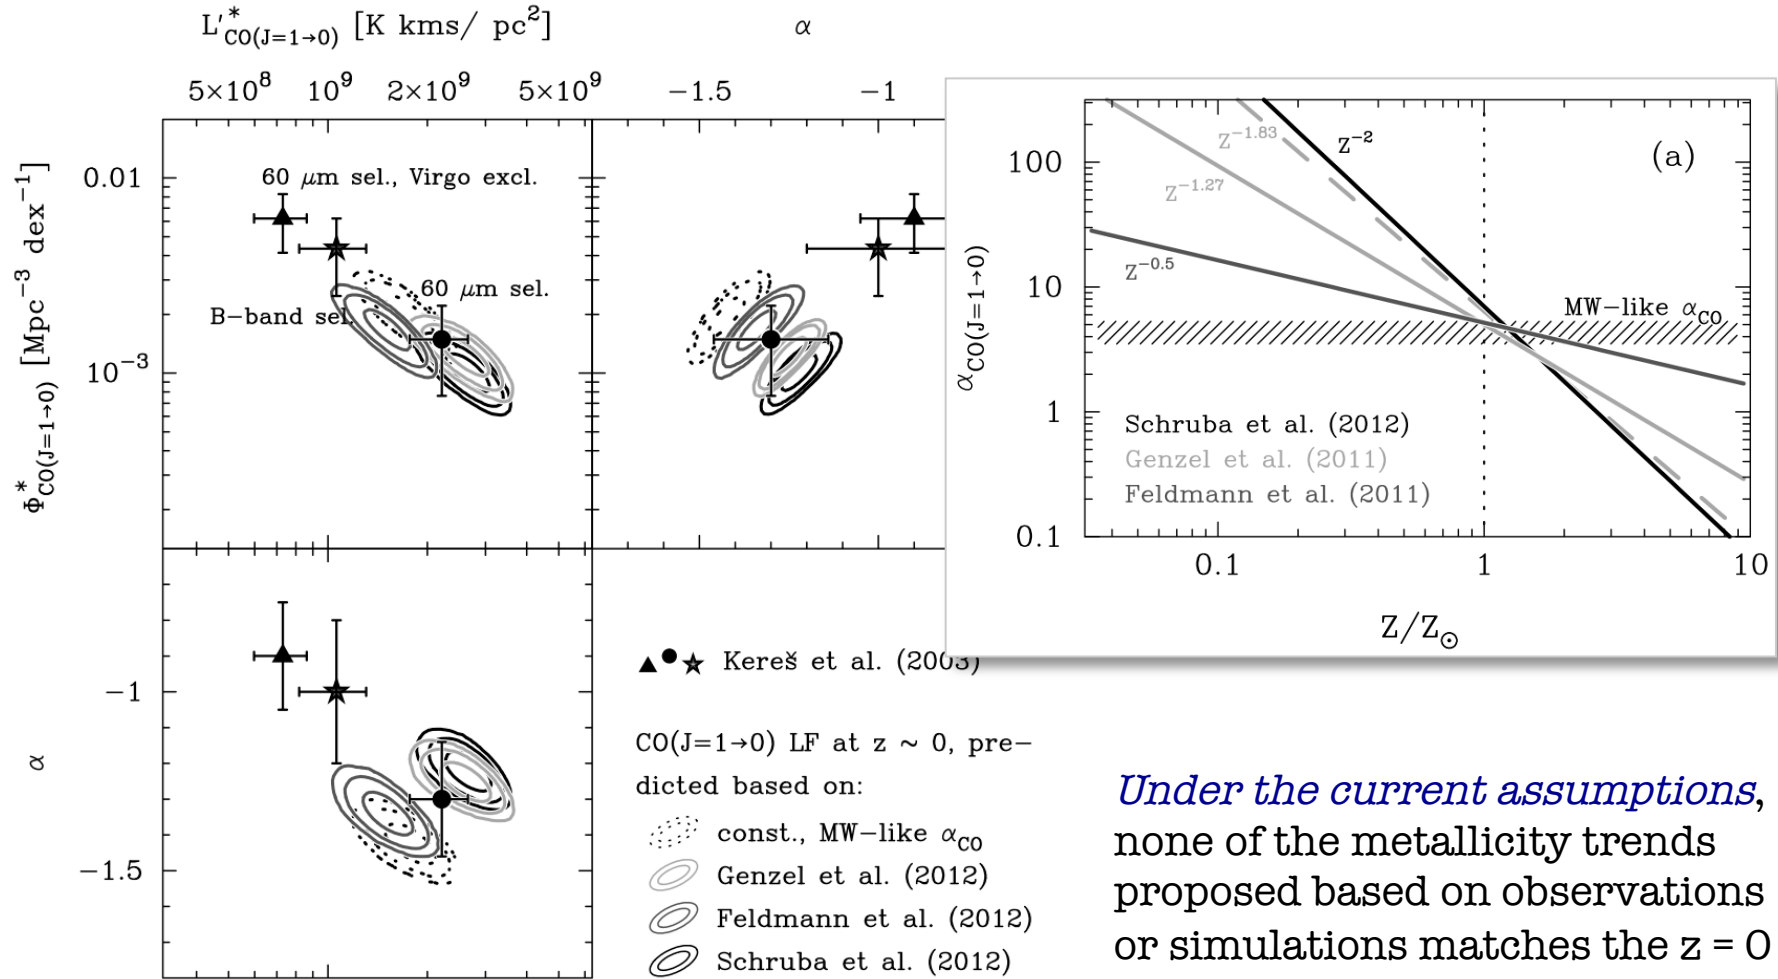 L′*CO(J=1→0) [K kms/ pc²]
α
5×10⁸ 10⁹ 2×10⁹ 5×10⁹
−1.5 −1
Φ*CO(J=1→0) [Mpc⁻³ dex⁻¹]
0.01
10⁻³
60 μm sel., Virgo excl.
60 μm sel.
B−band sel.
α
−1
−1.5
Kereš et al. (2003)
CO(J=1→0) LF at z ~ 0, pre−
dicted based on:
const., MW−like αCO
Genzel et al. (2012)
Feldmann et al. (2012)
Schruba et al. (2012)
αCO(J=1→0)
100
10
1
0.1
Z⁻¹·⁸³
Z⁻²
(a)
Z⁻¹·²⁷
Z⁻⁰·⁵
MW−like αCO
Schruba et al. (2012)
Genzel et al. (2011)
Feldmann et al. (2011)
0.1 1 10
Z/Z⊙
Under the current assumptions,
none of the metallicity trends
proposed based on observations
or simulations matches the z = 0